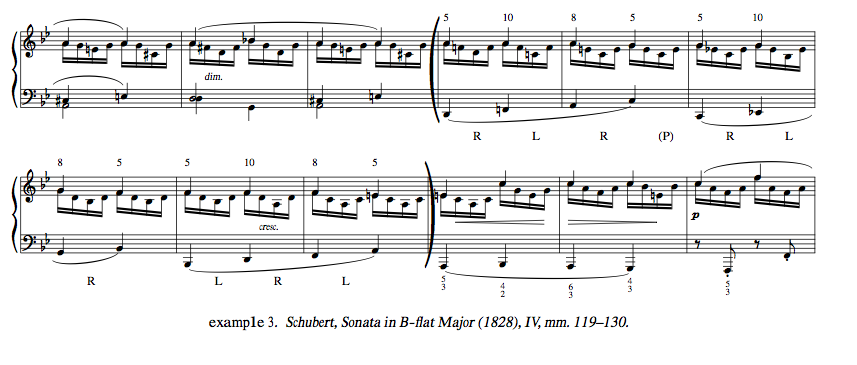 5 10 8 5 5 10
dim.
R L R (P) R L
8 5 5 10 8 5
cresc.
p
R L R L
5 4 6 4 5
3 2 3 3 3
example 3. Schubert, Sonata in B-flat Major (1828), IV, mm. 119–130.